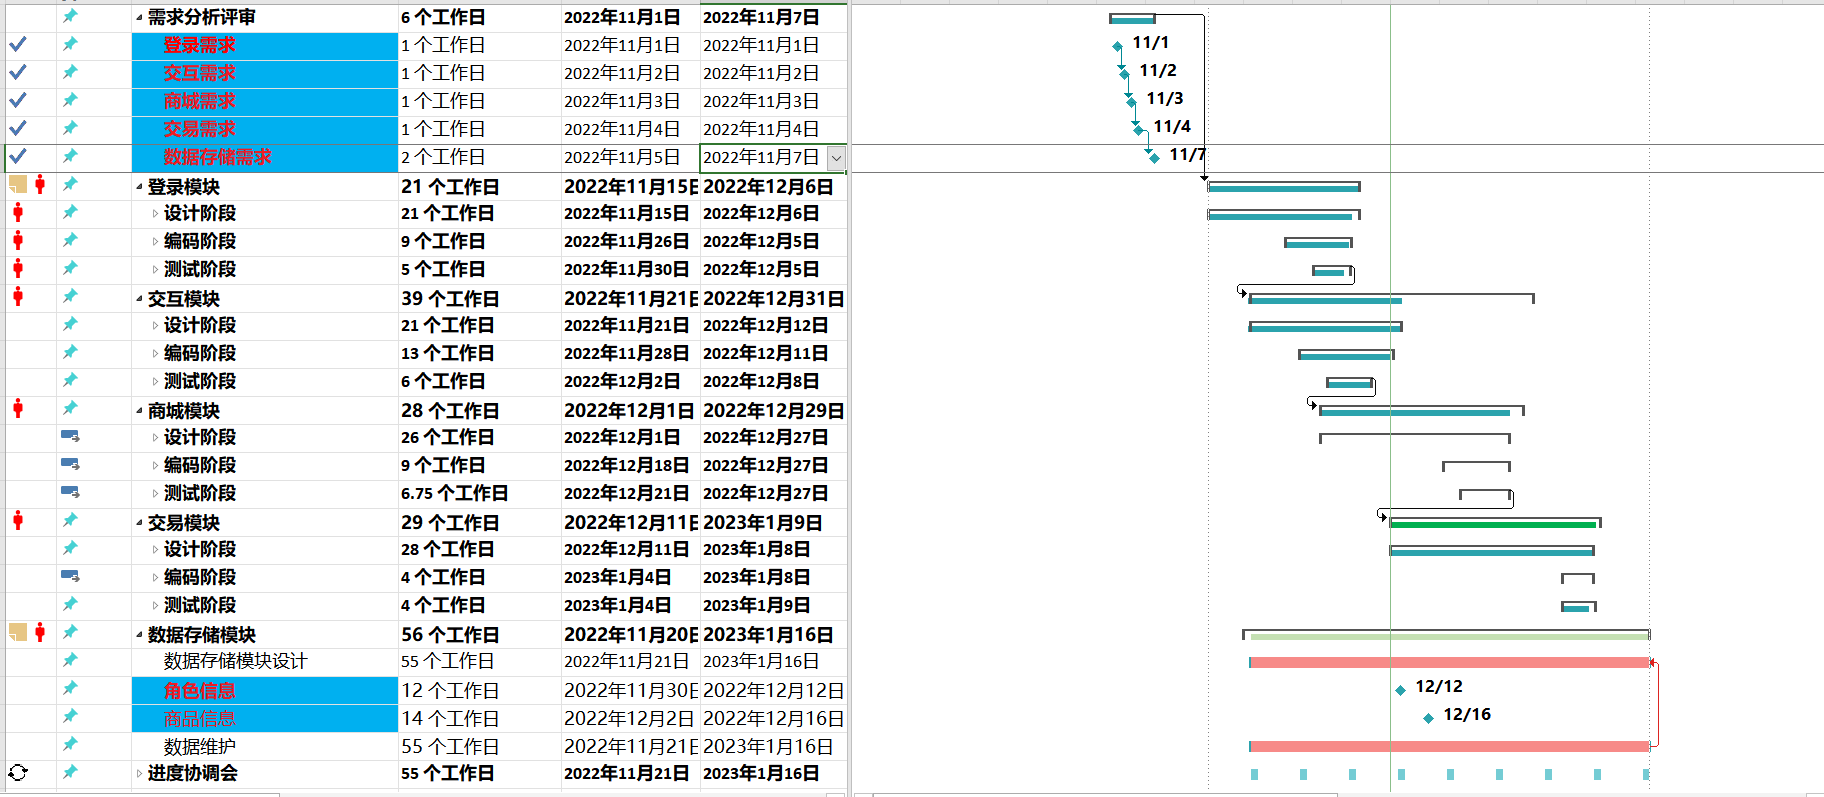 需求分析评审 6 个工作日 2022年11月1日 2022年11月7日
登录需求 1 个工作日 2022年11月1日 2022年11月1日 11/1
交互需求 1 个工作日 2022年11月2日 2022年11月2日 11/2
商城需求 1 个工作日 2022年11月3日 2022年11月3日 11/3
交易需求 1 个工作日 2022年11月4日 2022年11月4日 11/4
数据存储需求 2 个工作日 2022年11月5日 2022年11月7日 11/7
登录模块 21 个工作日 2022年11月15日 2022年12月6日
设计阶段 21 个工作日 2022年11月15日 2022年12月6日
编码阶段 9 个工作日 2022年11月26日 2022年12月5日
测试阶段 5 个工作日 2022年11月30日 2022年12月5日
交互模块 39 个工作日 2022年11月21日 2022年12月31日
设计阶段 21 个工作日 2022年11月21日 2022年12月12日
编码阶段 13 个工作日 2022年11月28日 2022年12月11日
测试阶段 6 个工作日 2022年12月2日 2022年12月8日
商城模块 28 个工作日 2022年12月1日 2022年12月29日
设计阶段 26 个工作日 2022年12月1日 2022年12月27日
编码阶段 9 个工作日 2022年12月18日 2022年12月27日
测试阶段 6.75 个工作日 2022年12月21日 2022年12月27日
交易模块 29 个工作日 2022年12月11日 2023年1月9日
设计阶段 28 个工作日 2022年12月11日 2023年1月8日
编码阶段 4 个工作日 2023年1月4日 2023年1月8日
测试阶段 4 个工作日 2023年1月4日 2023年1月9日
数据存储模块 56 个工作日 2022年11月20日 2023年1月16日
数据存储模块设计 55 个工作日 2022年11月21日 2023年1月16日
角色信息 12 个工作日 2022年11月30日 2022年12月12日 12/12
商品信息 14 个工作日 2022年12月2日 2022年12月16日 12/16
数据维护 55 个工作日 2022年11月21日 2023年1月16日
进度协调会 55 个工作日 2022年11月21日 2023年1月16日